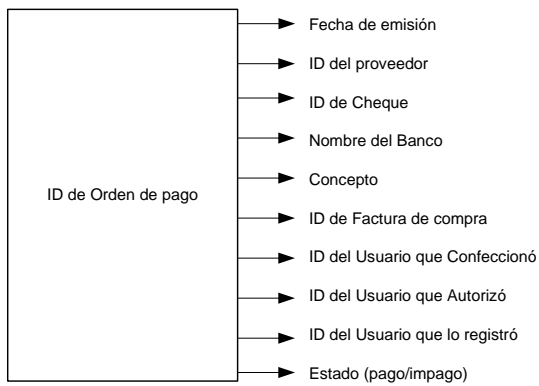 Fecha de emisión
ID del proveedor
ID de Cheque
Nombre del Banco
Concepto
ID de Orden de pago
ID de Factura de compra
ID del Usuario que Confeccionó
ID del Usuario que Autorizó
ID del Usuario que lo registró
Estado (pago/impago)